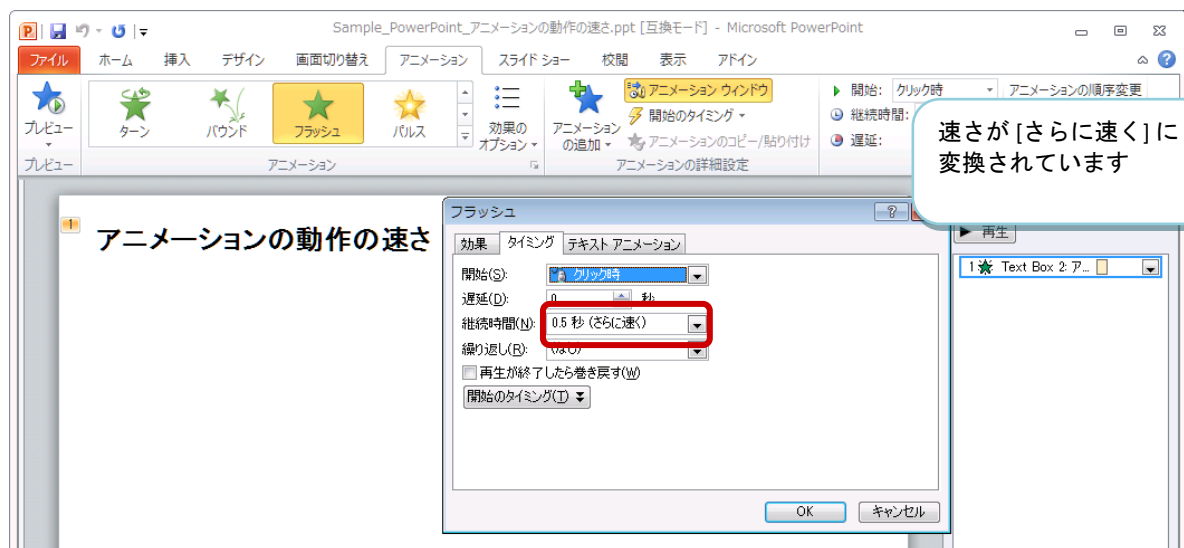 Sample_PowerPoint_アニメーションの動作の速さ.ppt [互換モード] - Microsoft PowerPoint
ファイル ホーム 挿入 デザイン 画面切り替え アニメーション スライド ショー 校閲 表示 アドイン
プレビュー ターン バウンド フラッシュ パルス 効果の オプション アニメーション の追加
アニメーション ウィンドウ
開始のタイミング
アニメーションのコピー/貼り付け
開始: クリック時 アニメーションの順序変更
継続時間:
遅延:
プレビュー アニメーション アニメーションの詳細設定
速さが [さらに速く] に
変換されています
1 アニメーションの動作の速さ
フラッシュ
効果 タイミング テキスト アニメーション
開始(S): クリック時
遅延(D): 0 秒
継続時間(N): 0.5 秒 (さらに速く)
繰り返し(R): (なし)
再生が終了したら巻き戻す(W)
開始のタイミング(T)
OK キャンセル
再生
1 Text Box 2: ア...